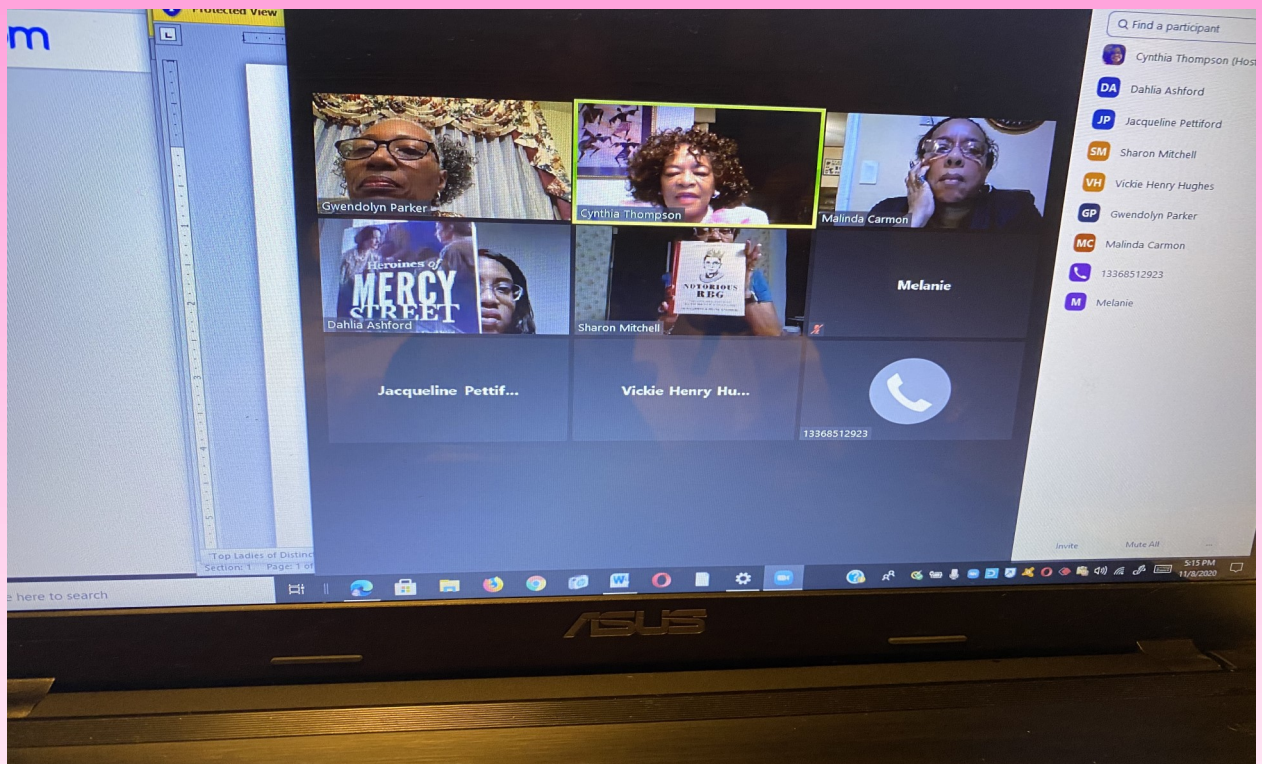 m
Protected View
Find a participant
Cynthia Thompson (Host
DA Dahlia Ashford
JP Jacqueline Pettiford
SM Sharon Mitchell
VH Vickie Henry Hughes
GP Gwendolyn Parker
MC Malinda Carmon
13368512923
M Melanie
Gwendolyn Parker
Cynthia Thompson
Malinda Carmon
Heroines of
MERCY
STREET
Dahlia Ashford
NOTORIOUS
RBG
Sharon Mitchell
Melanie
Jacqueline Pettif...
Vickie Henry Hu...
13368512923
Invite
Mute All
"Top Ladies of Distinc
Section: 1 Page: 1 of
e here to search
5:15 PM
11/8/2020
ASUS